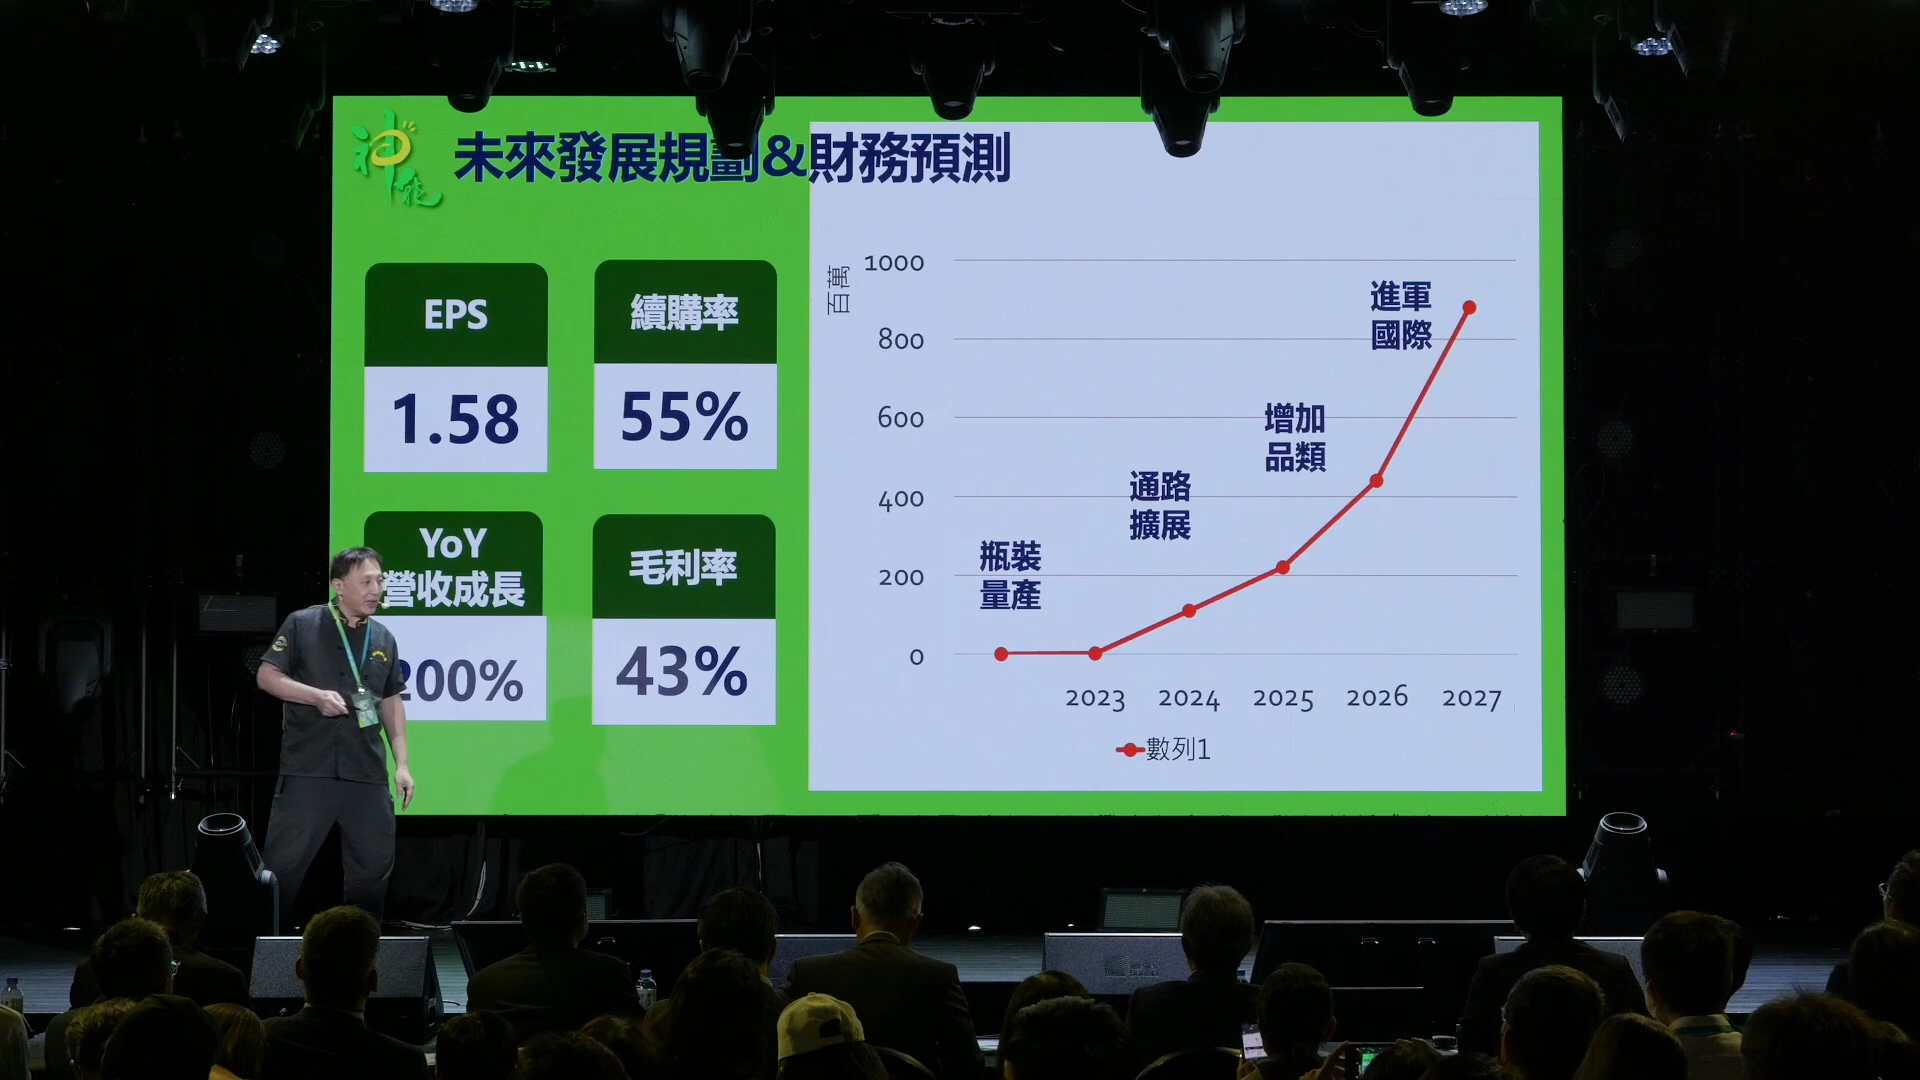 神能
未來發展規劃&財務預測
EPS
1.58
續購率
55%
YoY
營收成長
200%
毛利率
43%
百萬
1000
800
600
400
200
0
瓶裝
量產
通路
擴展
增加
品類
進軍
國際
2023 2024 2025 2026 2027
數列1